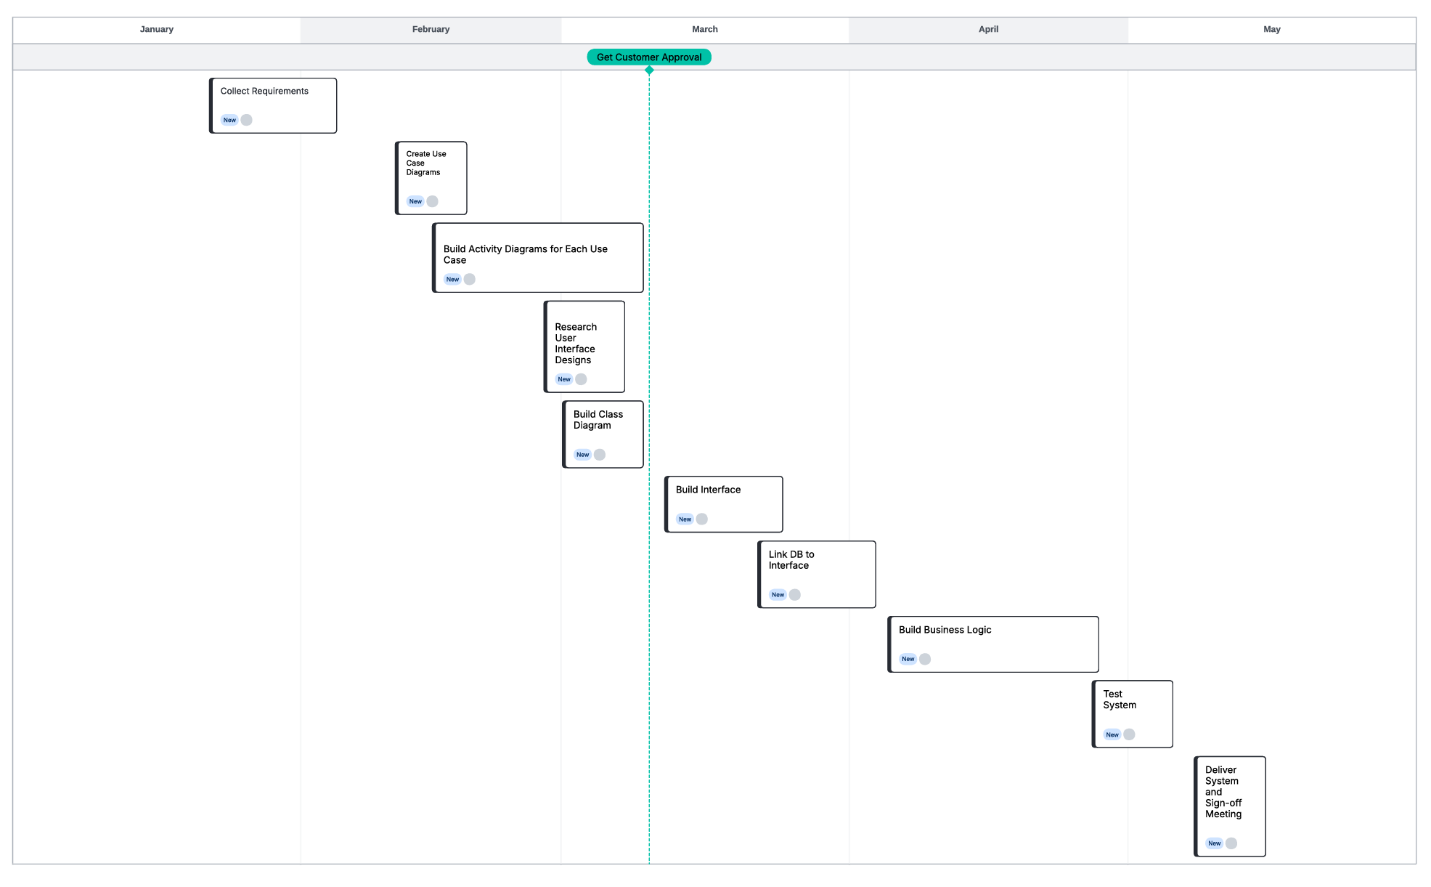 January
February
March
April
May
Get Customer Approval
Collect Requirements
New
Create Use
Case
Diagrams
New
Build Activity Diagrams for Each Use
Case
New
Research
User
Interface
Designs
New
Build Class
Diagram
New
Build Interface
New
Link DB to
Interface
New
Build Business Logic
New
Test
System
New
Deliver
System
and
Sign-off
Meeting
New